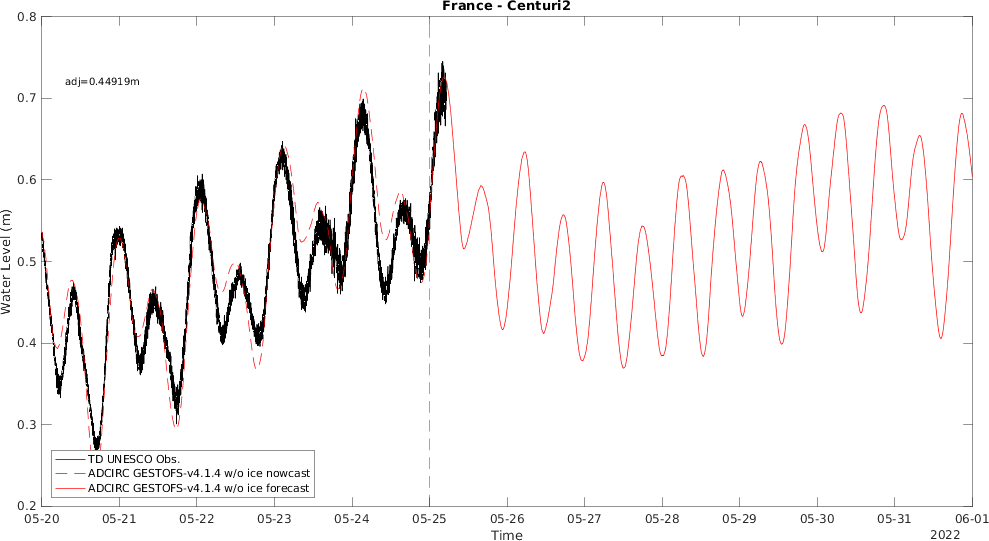 France - Centuri2
adj=0.44919m
Water Level (m)
0.8
0.7
0.6
0.5
0.4
0.3
0.2
TD UNESCO Obs.
ADCIRC GESTOFS-v4.1.4 w/o ice nowcast
ADCIRC GESTOFS-v4.1.4 w/o ice forecast
05-20 05-21 05-22 05-23 05-24 05-25 05-26 05-27 05-28 05-29 05-30 05-31 06-01
Time
2022